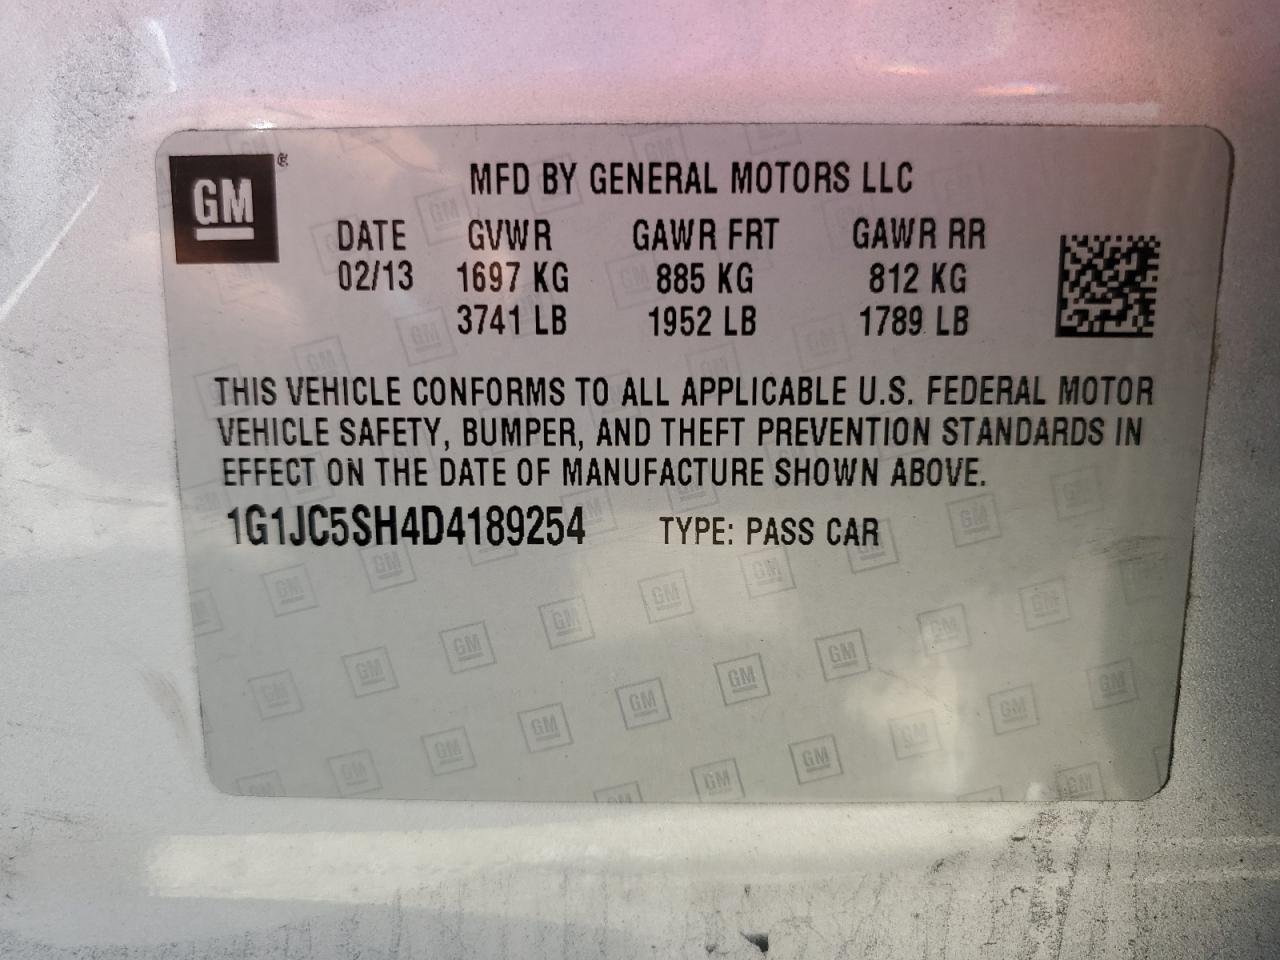 GM®
MFD BY GENERAL MOTORS LLC
DATE GVWR GAWR FRT GAWR RR
02/13 1697 KG 885 KG 812 KG
3741 LB 1952 LB 1789 LB
THIS VEHICLE CONFORMS TO ALL APPLICABLE U.S. FEDERAL MOTOR
VEHICLE SAFETY, BUMPER, AND THEFT PREVENTION STANDARDS IN
EFFECT ON THE DATE OF MANUFACTURE SHOWN ABOVE.
1G1JC5SH4D4189254 TYPE: PASS CAR